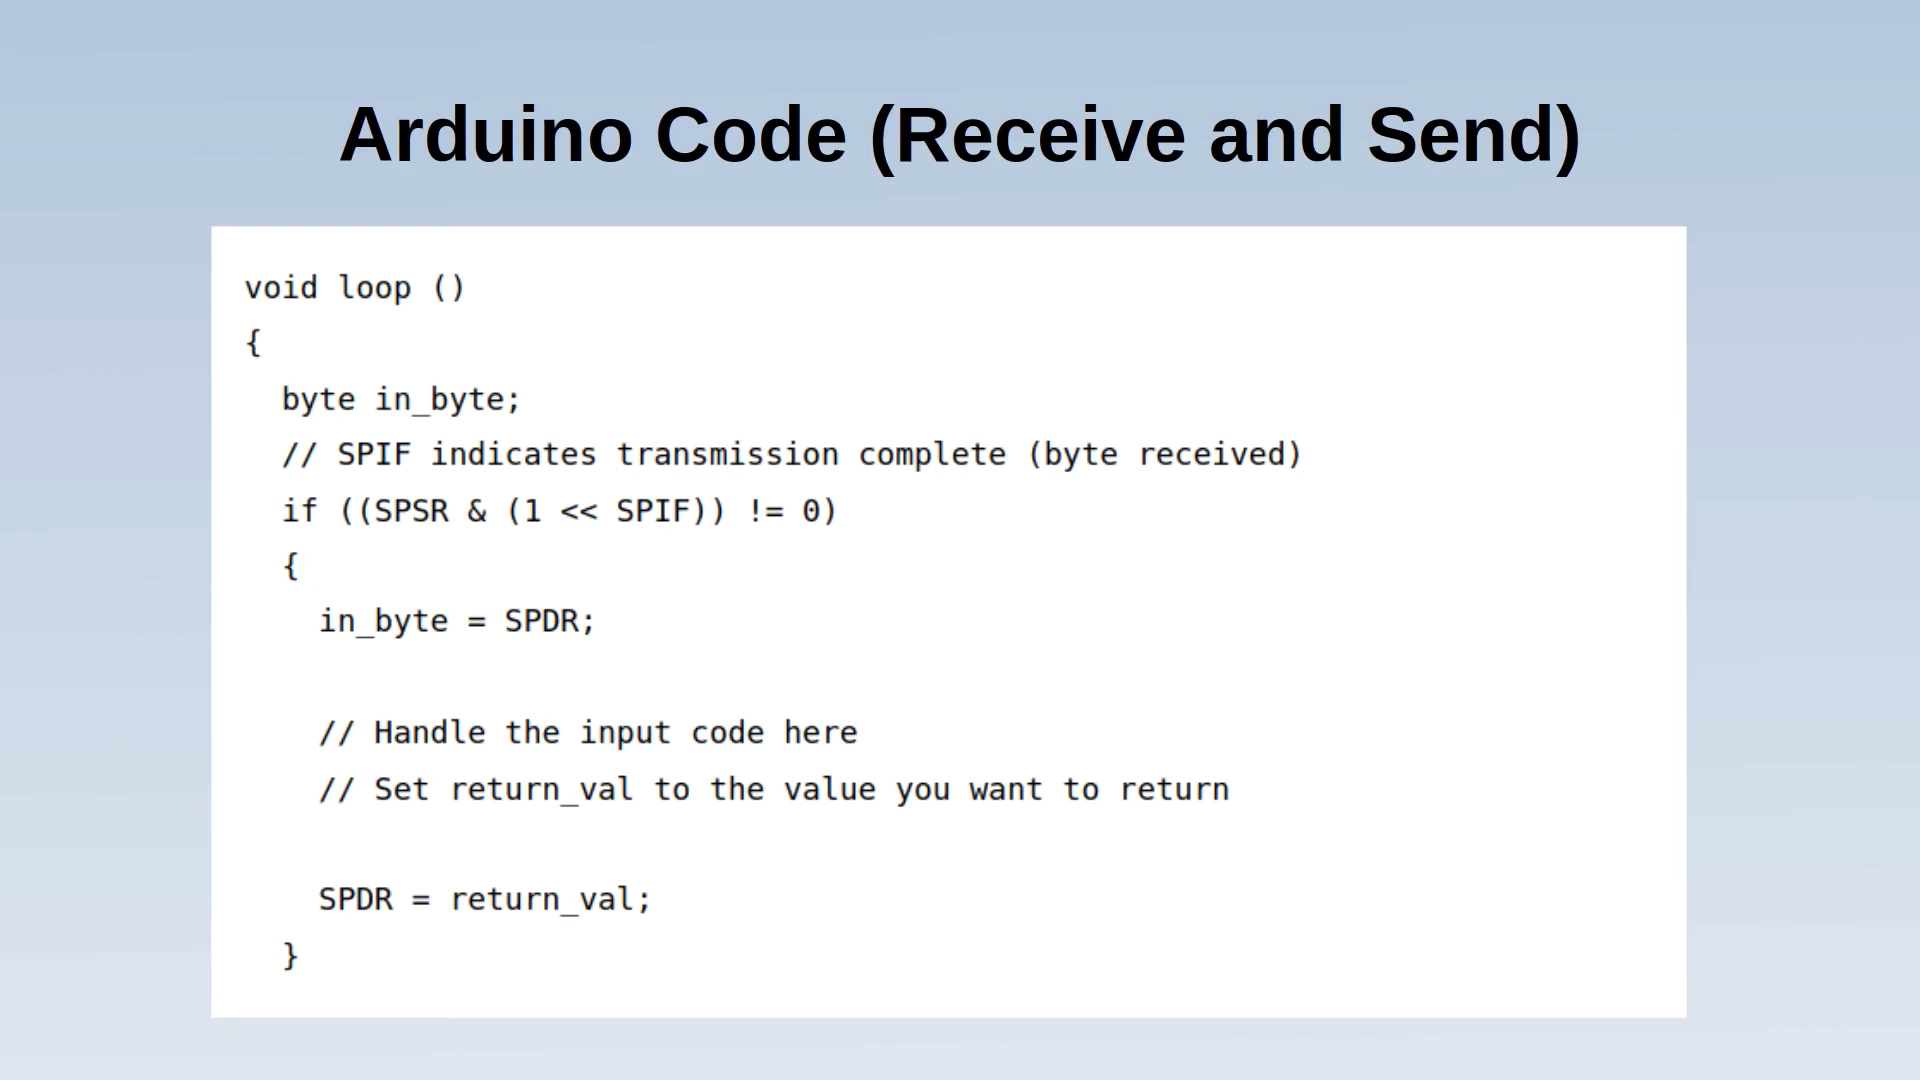 Arduino Code (Receive and Send)
void loop ()
{
  byte in_byte;
  // SPIF indicates transmission complete (byte received)
  if ((SPSR & (1 << SPIF)) != 0)
  {
    in_byte = SPDR;

    // Handle the input code here
    // Set return_val to the value you want to return

    SPDR = return_val;
  }